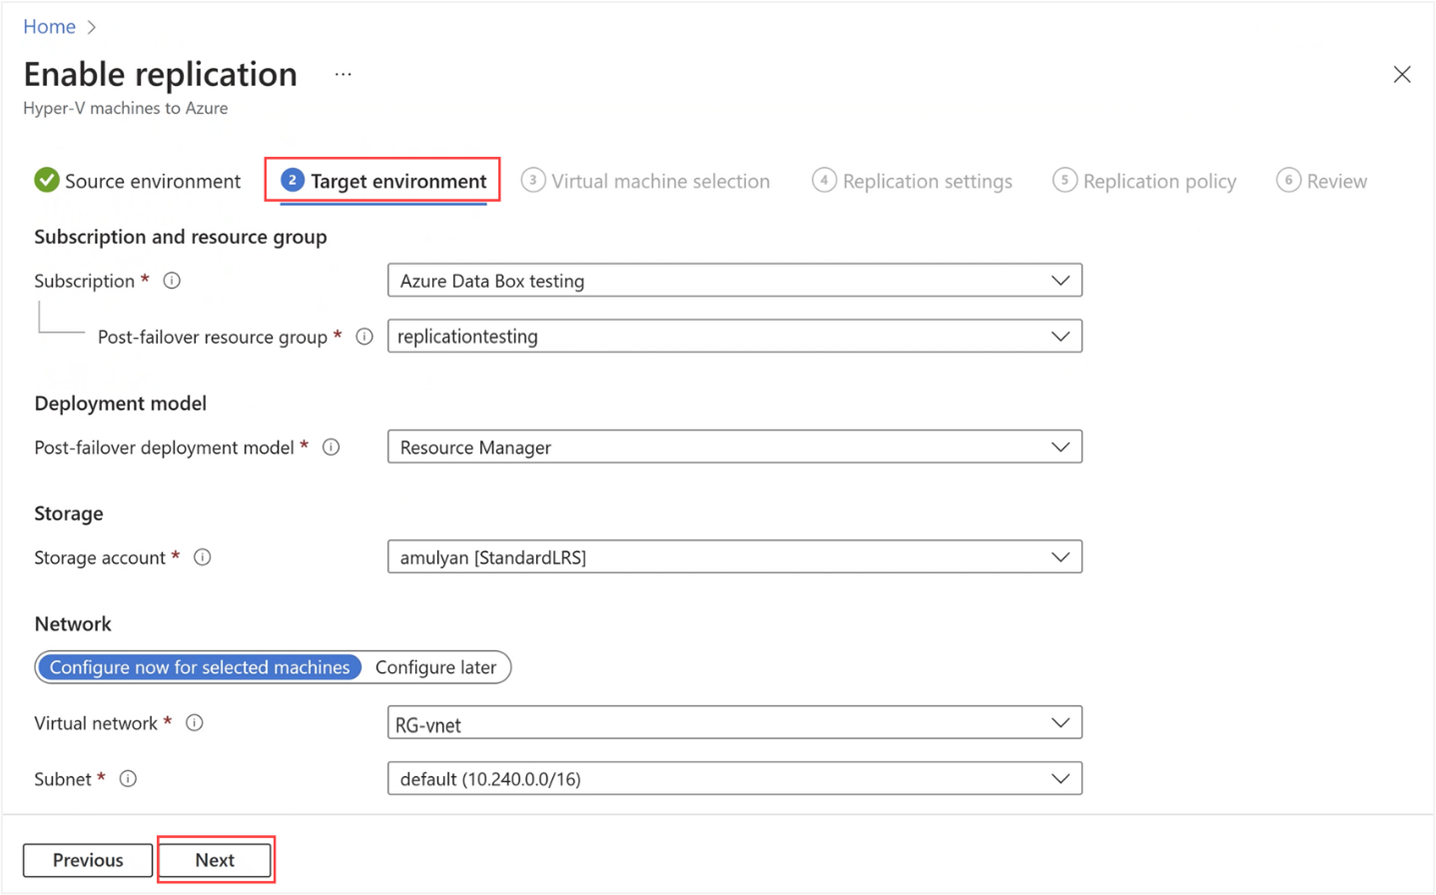 Home >
Enable replication ...
Hyper-V machines to Azure
Source environment
2 Target environment
3 Virtual machine selection
4 Replication settings
5 Replication policy
6 Review
Subscription and resource group
Subscription * Azure Data Box testing
Post-failover resource group * replicationtesting
Deployment model
Post-failover deployment model * Resource Manager
Storage
Storage account * amulyan [StandardLRS]
Network
Configure now for selected machines Configure later
Virtual network * RG-vnet
Subnet * default (10.240.0.0/16)
Previous Next